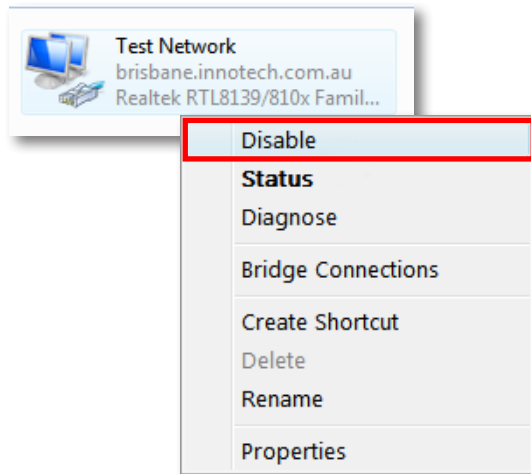 Test Network
brisbane.innotech.com.au
Realtek RTL8139/810x Famil...
Disable
Status
Diagnose
Bridge Connections
Create Shortcut
Delete
Rename
Properties